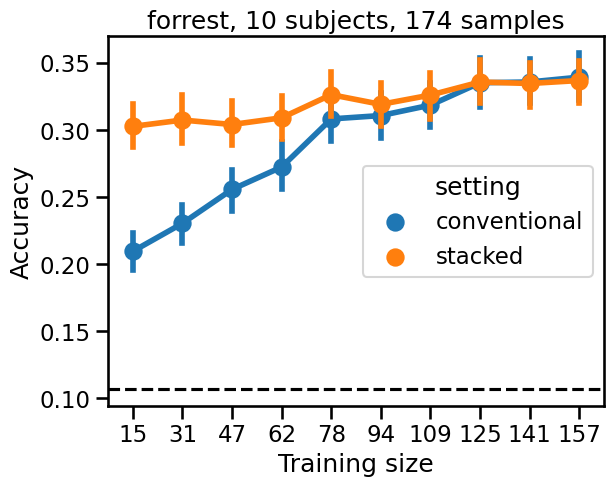 forrest, 10 subjects, 174 samples
Accuracy
0.35
0.30
0.25
0.20
0.15
0.10
setting
conventional
stacked
15 31 47 62 78 94 109 125 141 157
Training size